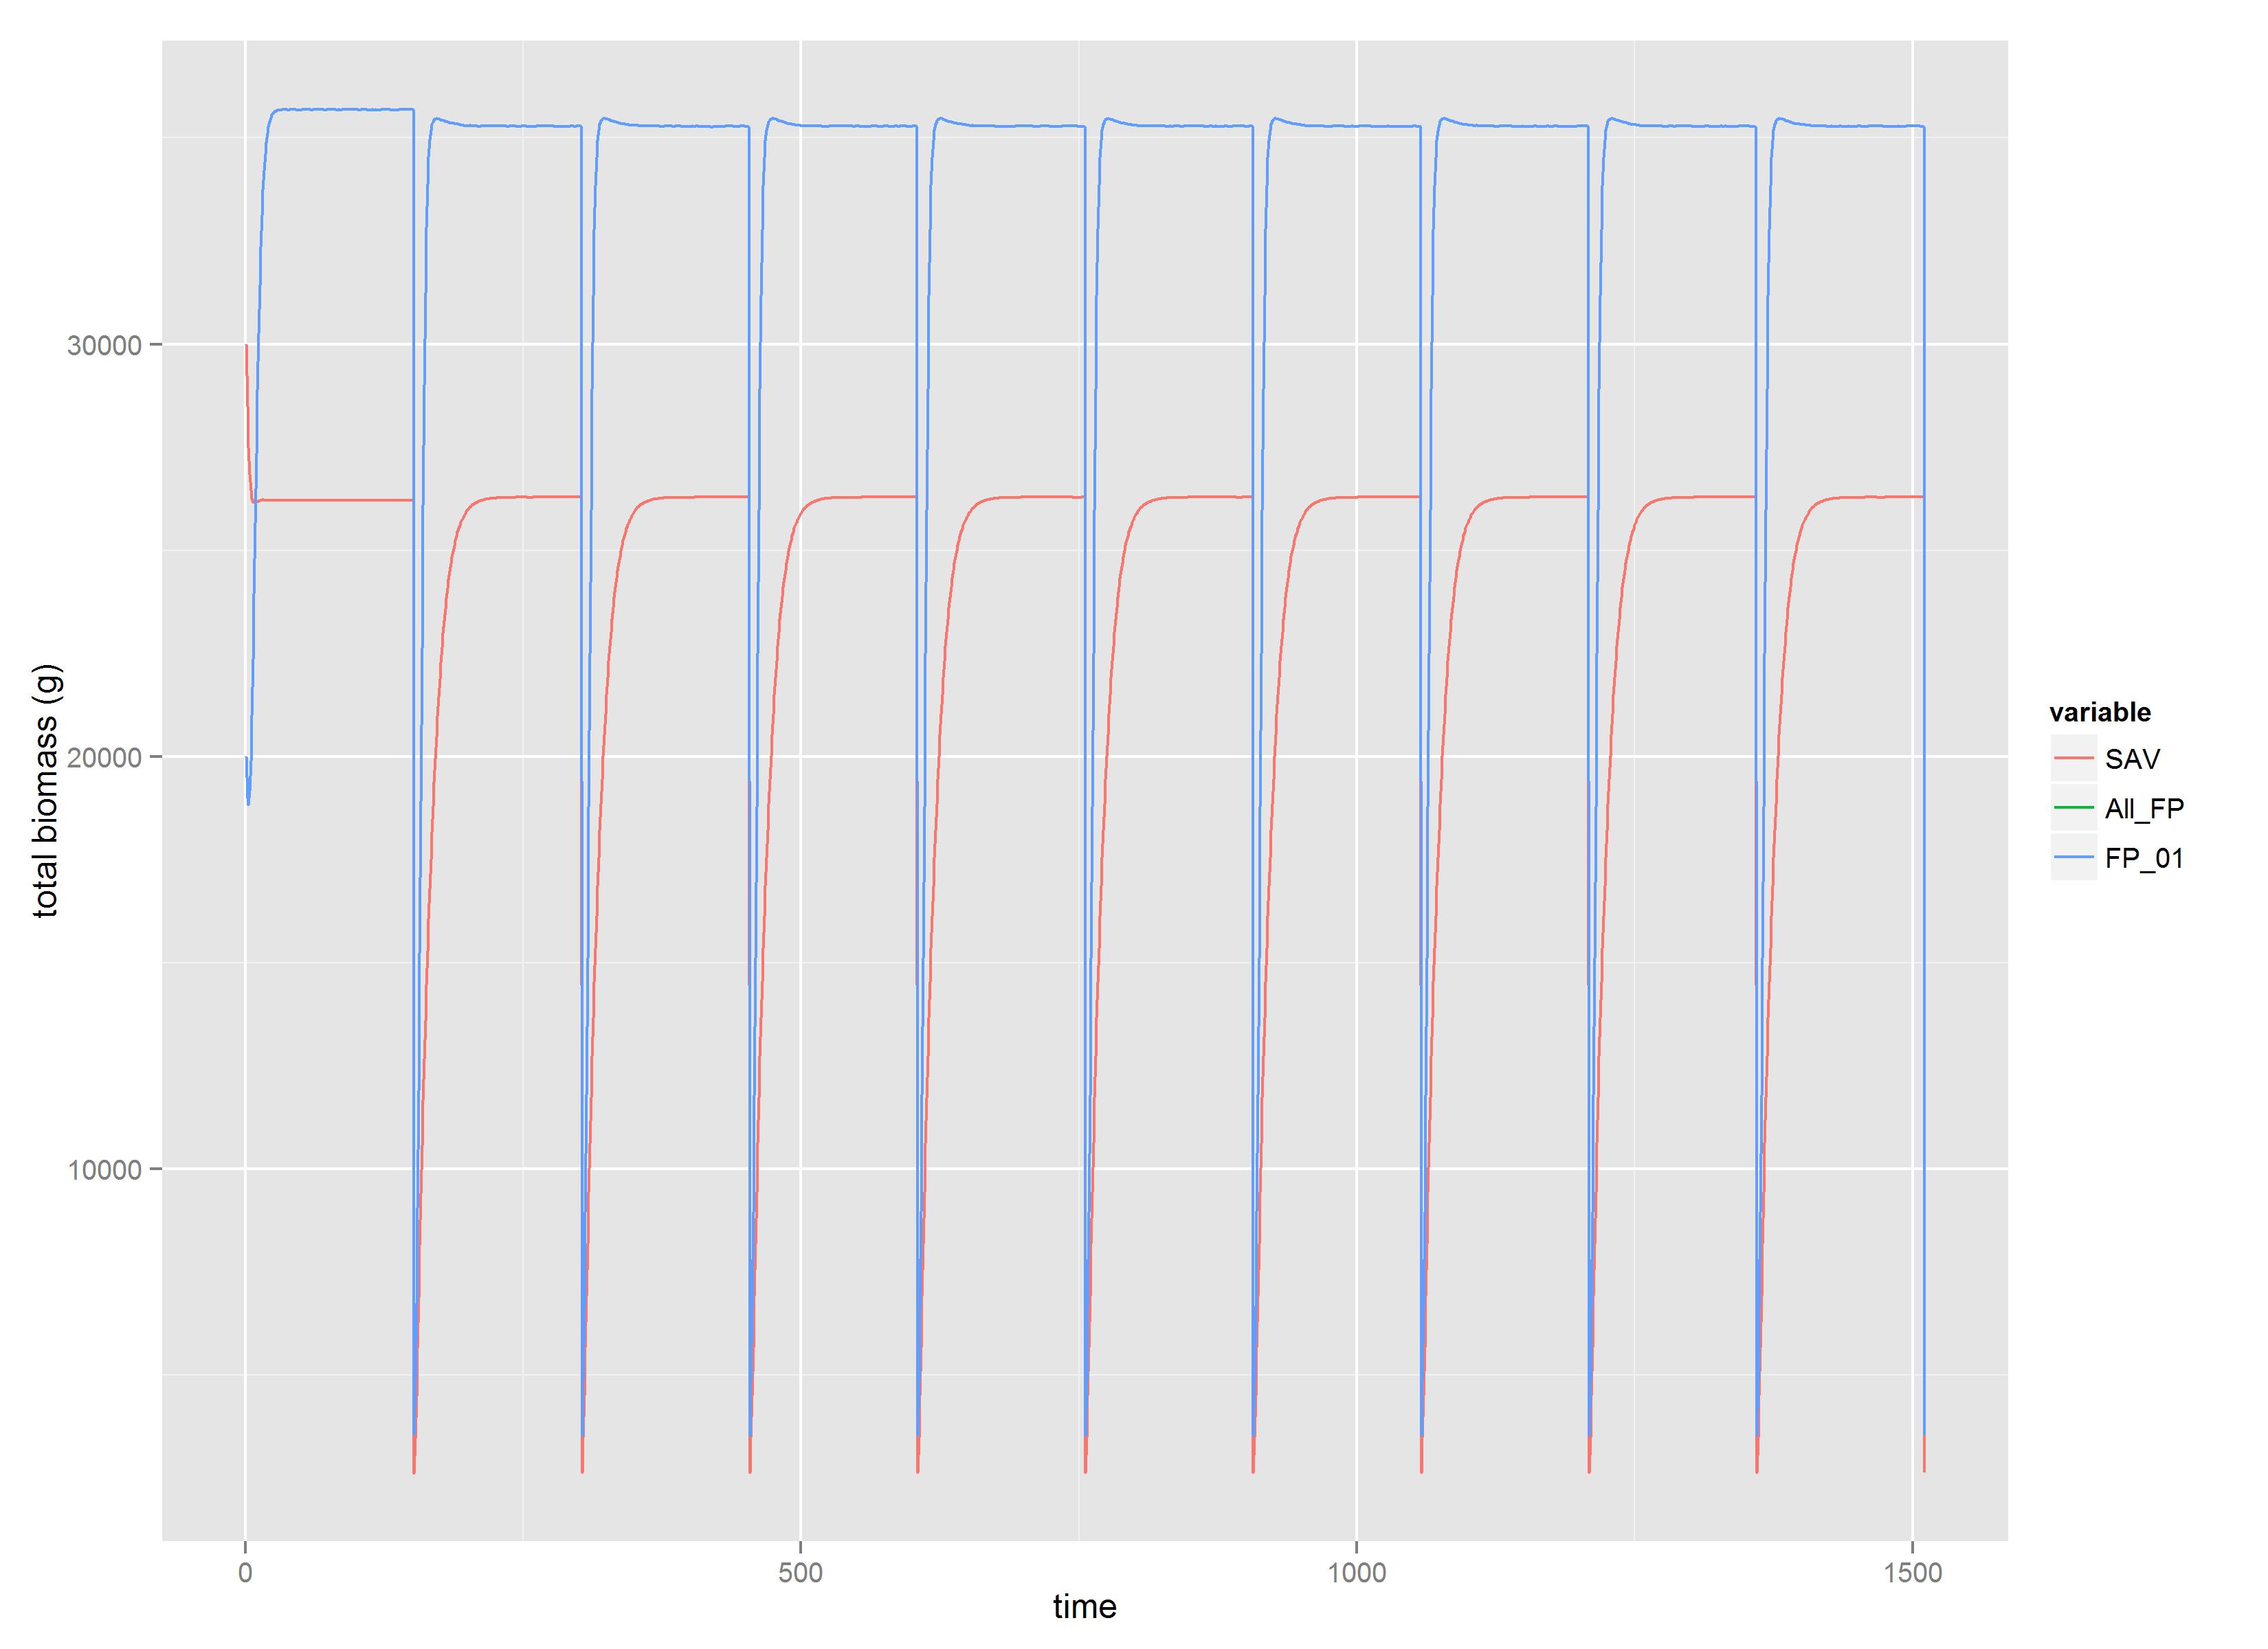 total biomass (g)
30000
20000
10000
0
500
1000
1500
time
variable
SAV
All_FP
FP_01